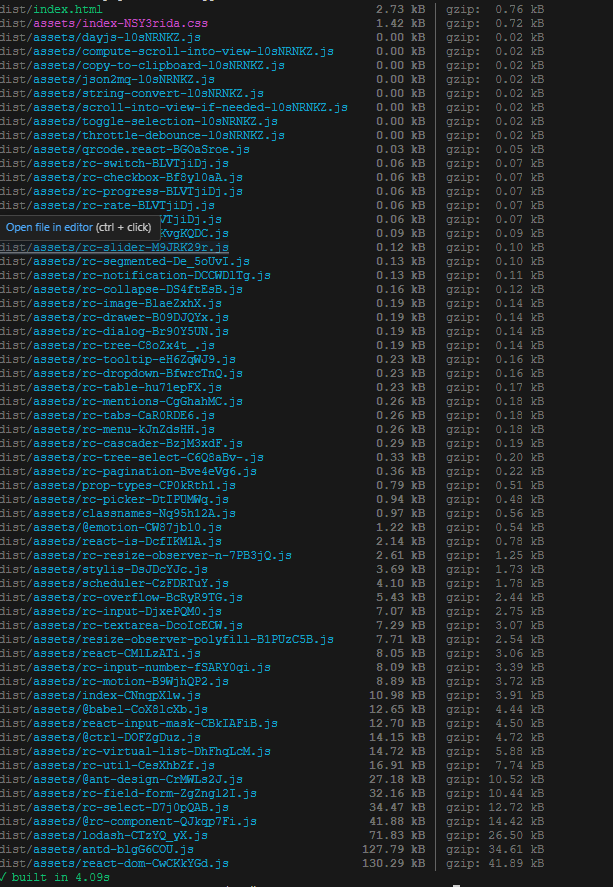 dist/index.html 2.73 kB │ gzip: 0.76 kB
dist/assets/index-NSY3rida.css 1.42 kB │ gzip: 0.72 kB
dist/assets/dayjs-l0sNRNKZ.js 0.00 kB │ gzip: 0.02 kB
dist/assets/compute-scroll-into-view-l0sNRNKZ.js 0.00 kB │ gzip: 0.02 kB
dist/assets/copy-to-clipboard-l0sNRNKZ.js 0.00 kB │ gzip: 0.02 kB
dist/assets/json2mq-l0sNRNKZ.js 0.00 kB │ gzip: 0.02 kB
dist/assets/string-convert-l0sNRNKZ.js 0.00 kB │ gzip: 0.02 kB
dist/assets/scroll-into-view-if-needed-l0sNRNKZ.js 0.00 kB │ gzip: 0.02 kB
dist/assets/toggle-selection-l0sNRNKZ.js 0.00 kB │ gzip: 0.02 kB
dist/assets/throttle-debounce-l0sNRNKZ.js 0.00 kB │ gzip: 0.02 kB
dist/assets/qrcode.react-BGOaSroe.js 0.03 kB │ gzip: 0.05 kB
dist/assets/rc-switch-BLVTjiDj.js 0.06 kB │ gzip: 0.07 kB
dist/assets/rc-checkbox-Bf8yl0aA.js 0.06 kB │ gzip: 0.07 kB
dist/assets/rc-progress-BLVTjiDj.js 0.06 kB │ gzip: 0.07 kB
dist/assets/rc-rate-BLVTjiDj.js 0.06 kB │ gzip: 0.07 kB
VTjiDj.js 0.06 kB │ gzip: 0.07 kB
Open file in editor (ctrl + click)
KvgKQDC.js 0.09 kB │ gzip: 0.09 kB
dist/assets/rc-slider-M9JRK29r.js 0.12 kB │ gzip: 0.10 kB
dist/assets/rc-segmented-De_5oUvI.js 0.13 kB │ gzip: 0.10 kB
dist/assets/rc-notification-DCCWDlTg.js 0.13 kB │ gzip: 0.11 kB
dist/assets/rc-collapse-DS4ftEsB.js 0.16 kB │ gzip: 0.12 kB
dist/assets/rc-image-BlaeZxhX.js 0.19 kB │ gzip: 0.14 kB
dist/assets/rc-drawer-B09DJQYx.js 0.19 kB │ gzip: 0.14 kB
dist/assets/rc-dialog-Br90Y5UN.js 0.19 kB │ gzip: 0.14 kB
dist/assets/rc-tree-C8oZx4t_.js 0.19 kB │ gzip: 0.14 kB
dist/assets/rc-tooltip-eH6ZqWJ9.js 0.23 kB │ gzip: 0.16 kB
dist/assets/rc-dropdown-BfwrcTnQ.js 0.23 kB │ gzip: 0.16 kB
dist/assets/rc-table-hu71epFX.js 0.23 kB │ gzip: 0.17 kB
dist/assets/rc-mentions-CgGhahMC.js 0.26 kB │ gzip: 0.18 kB
dist/assets/rc-tabs-CaR0RDE6.js 0.26 kB │ gzip: 0.18 kB
dist/assets/rc-menu-kJnZdsHH.js 0.26 kB │ gzip: 0.18 kB
dist/assets/rc-cascader-BzjM3xdF.js 0.29 kB │ gzip: 0.19 kB
dist/assets/rc-tree-select-C6Q8aBv-.js 0.33 kB │ gzip: 0.20 kB
dist/assets/rc-pagination-Bve4eVg6.js 0.36 kB │ gzip: 0.22 kB
dist/assets/prop-types-CP0kRth1.js 0.79 kB │ gzip: 0.51 kB
dist/assets/rc-picker-DtIPUMWq.js 0.94 kB │ gzip: 0.48 kB
dist/assets/classnames-Nq95h12A.js 0.97 kB │ gzip: 0.56 kB
dist/assets/@emotion-CW87jbl0.js 1.22 kB │ gzip: 0.54 kB
dist/assets/react-is-DcfIKM1A.js 2.14 kB │ gzip: 0.78 kB
dist/assets/rc-resize-observer-n-7PB3jQ.js 2.61 kB │ gzip: 1.25 kB
dist/assets/stylis-DsJDcYJc.js 3.69 kB │ gzip: 1.73 kB
dist/assets/scheduler-CzFDRTuY.js 4.10 kB │ gzip: 1.78 kB
dist/assets/rc-overflow-BcRyR9TG.js 5.43 kB │ gzip: 2.44 kB
dist/assets/rc-input-DjxePQM0.js 7.07 kB │ gzip: 2.75 kB
dist/assets/rc-textarea-DcoIcECW.js 7.29 kB │ gzip: 3.07 kB
dist/assets/resize-observer-polyfill-B1PUzC5B.js 7.71 kB │ gzip: 2.54 kB
dist/assets/react-CMlLzATi.js 8.05 kB │ gzip: 3.06 kB
dist/assets/rc-input-number-fSARY0qi.js 8.09 kB │ gzip: 3.39 kB
dist/assets/rc-motion-B9WjhQP2.js 8.89 kB │ gzip: 3.72 kB
dist/assets/index-CNnqpXlw.js 10.98 kB │ gzip: 3.91 kB
dist/assets/@babel-CoX8lcXb.js 12.65 kB │ gzip: 4.44 kB
dist/assets/react-input-mask-CBkIAFiB.js 12.70 kB │ gzip: 4.50 kB
dist/assets/@ctrl-DOFZgDuz.js 14.15 kB │ gzip: 4.72 kB
dist/assets/rc-virtual-list-DhFhqLcM.js 14.72 kB │ gzip: 5.88 kB
dist/assets/rc-util-CesXhbZf.js 16.91 kB │ gzip: 7.74 kB
dist/assets/@ant-design-CrMWLs2J.js 27.18 kB │ gzip: 10.52 kB
dist/assets/rc-field-form-ZgZngl2I.js 32.16 kB │ gzip: 10.44 kB
dist/assets/rc-select-D7j0pQAB.js 34.47 kB │ gzip: 12.72 kB
dist/assets/@rc-component-QJkqp7Fi.js 41.88 kB │ gzip: 14.42 kB
dist/assets/lodash-CTzYQ_yX.js 71.83 kB │ gzip: 26.50 kB
dist/assets/antd-blgG6COU.js 127.79 kB │ gzip: 34.61 kB
dist/assets/react-dom-CwCKkYGd.js 130.29 kB │ gzip: 41.89 kB
✓ built in 4.09s